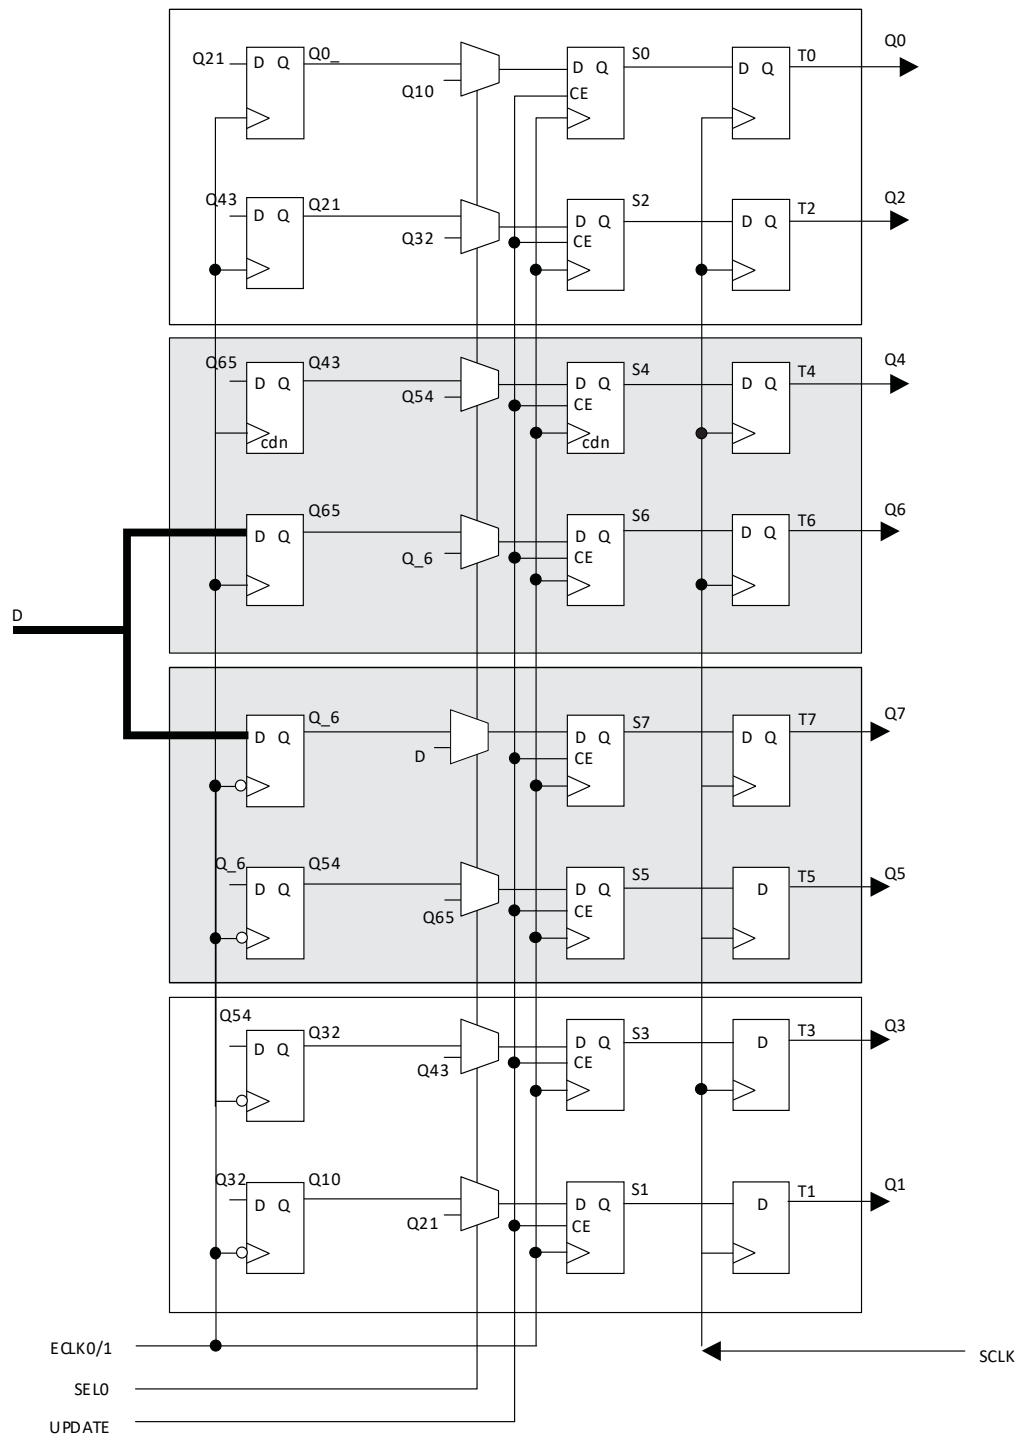 Q0
Q21 D Q Q0_ D Q S0 D Q T0
Q10 CE
Q2
Q43 D Q Q21 D Q S2 D Q T2
Q32 CE
Q4
Q65 D Q Q43 D Q S4 D Q T4
Q54 CE
cdn cdn
Q6
D Q Q65 D Q S6 D Q T6
Q_6 CE
D
Q7
D Q Q_6 D Q S7 D Q T7
D CE
Q5
Q_6 D Q Q54 D Q S5 D T5
Q65 CE
Q3
Q54 D Q Q32 D Q S3 D T3
Q43 CE
Q1
Q32 D Q Q10 D Q S1 D T1
Q21 CE
ECLK0/1
SCLK
SEL0
UPDATE